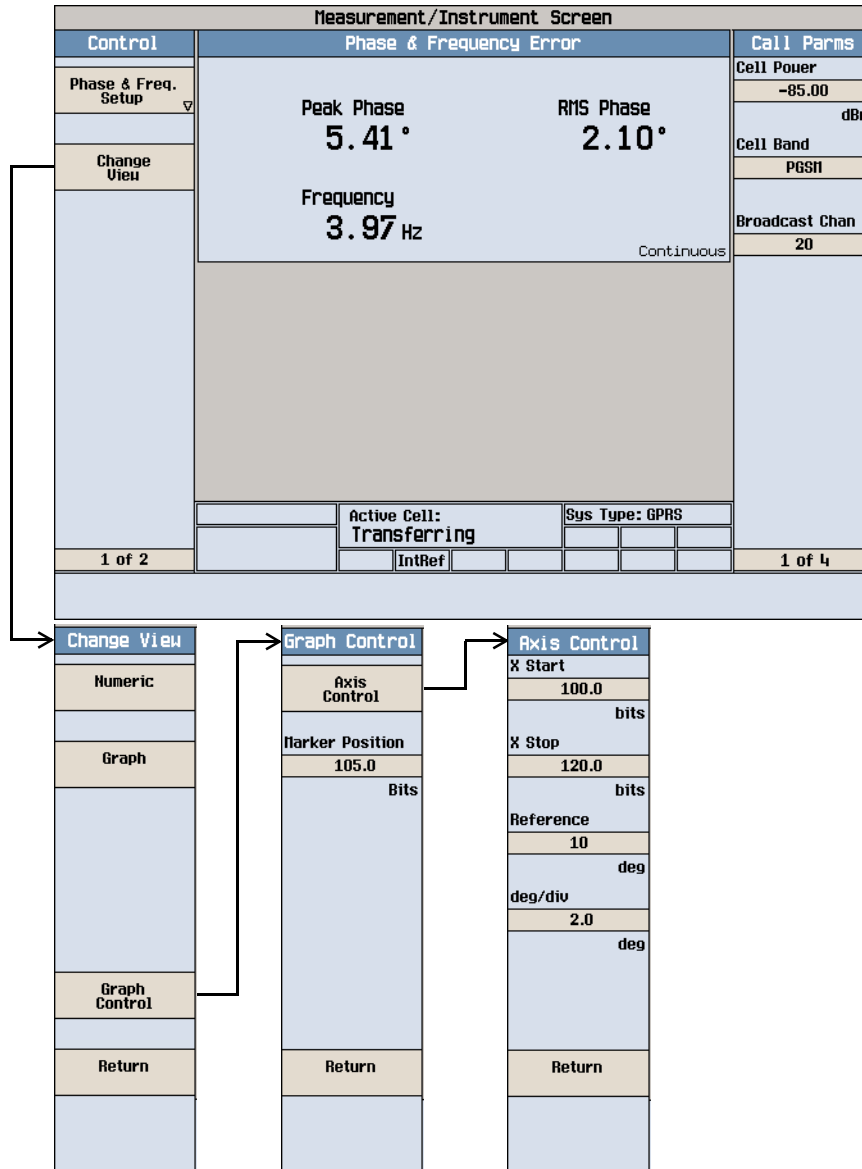 Measurement/Instrument Screen
Control
Phase & Frequency Error
Call Parms
Phase & Freq.
Setup
Change
View
Peak Phase
5.41°
RMS Phase
2.10°
Frequency
3.97 Hz
Continuous
Cell Power
-85.00
dB
Cell Band
PGSM
Broadcast Chan
20
Active Cell:
Transferring
Sys Type: GPRS
IntRef
1 of 2
1 of 4
Change View
Numeric
Graph
Graph
Control
Return
Graph Control
Axis
Control
Marker Position
105.0
Bits
Return
Axis Control
X Start
100.0
bits
X Stop
120.0
bits
Reference
10
deg
deg/div
2.0
deg
Return